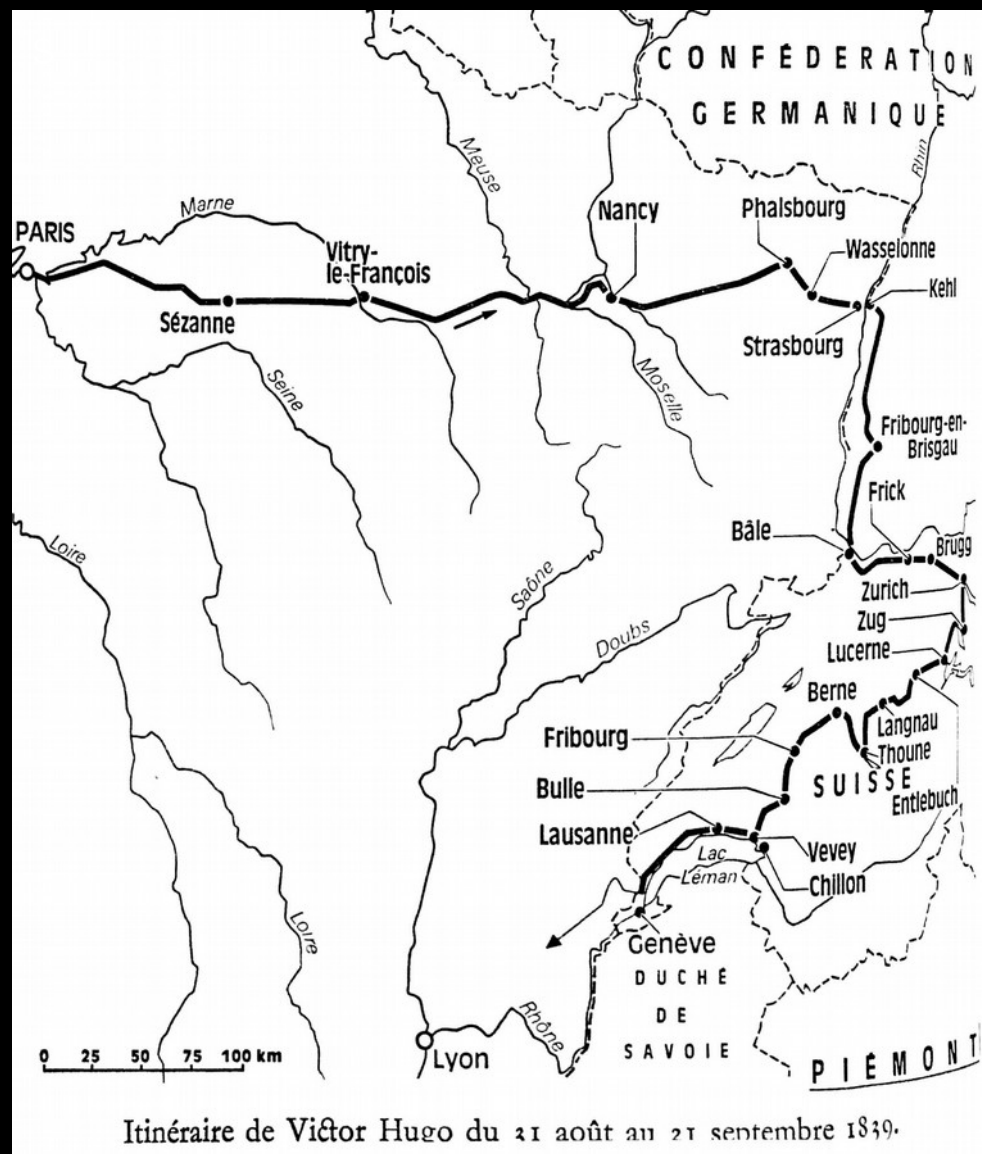 CONFÉDERATION
GERMANIQUE
Rhin
Meuse
Marne
PARIS
Nancy
Phalsbourg
Vitry-
le-François
Wasselonne
Kehl
Sézanne
Strasbourg
Seine
Moselle
Fribourg-en-
Brisgau
Frick
Loire
Bâle
Brugg
Saône
Zurich
Zug
Doubs
Lucerne
Berne
Langnau
Fribourg
Thoune
SUISSE
Bulle
Entlebuch
Lausanne
Vevey
Lac
Léman
Chillon
Loire
Genève
DUCHÉ
DE
SAVOIE
Rhône
Lyon
0 25 50 75 100 km
PIÉMONT
Itinéraire de Victor Hugo du 21 août au 21 septembre 1839.